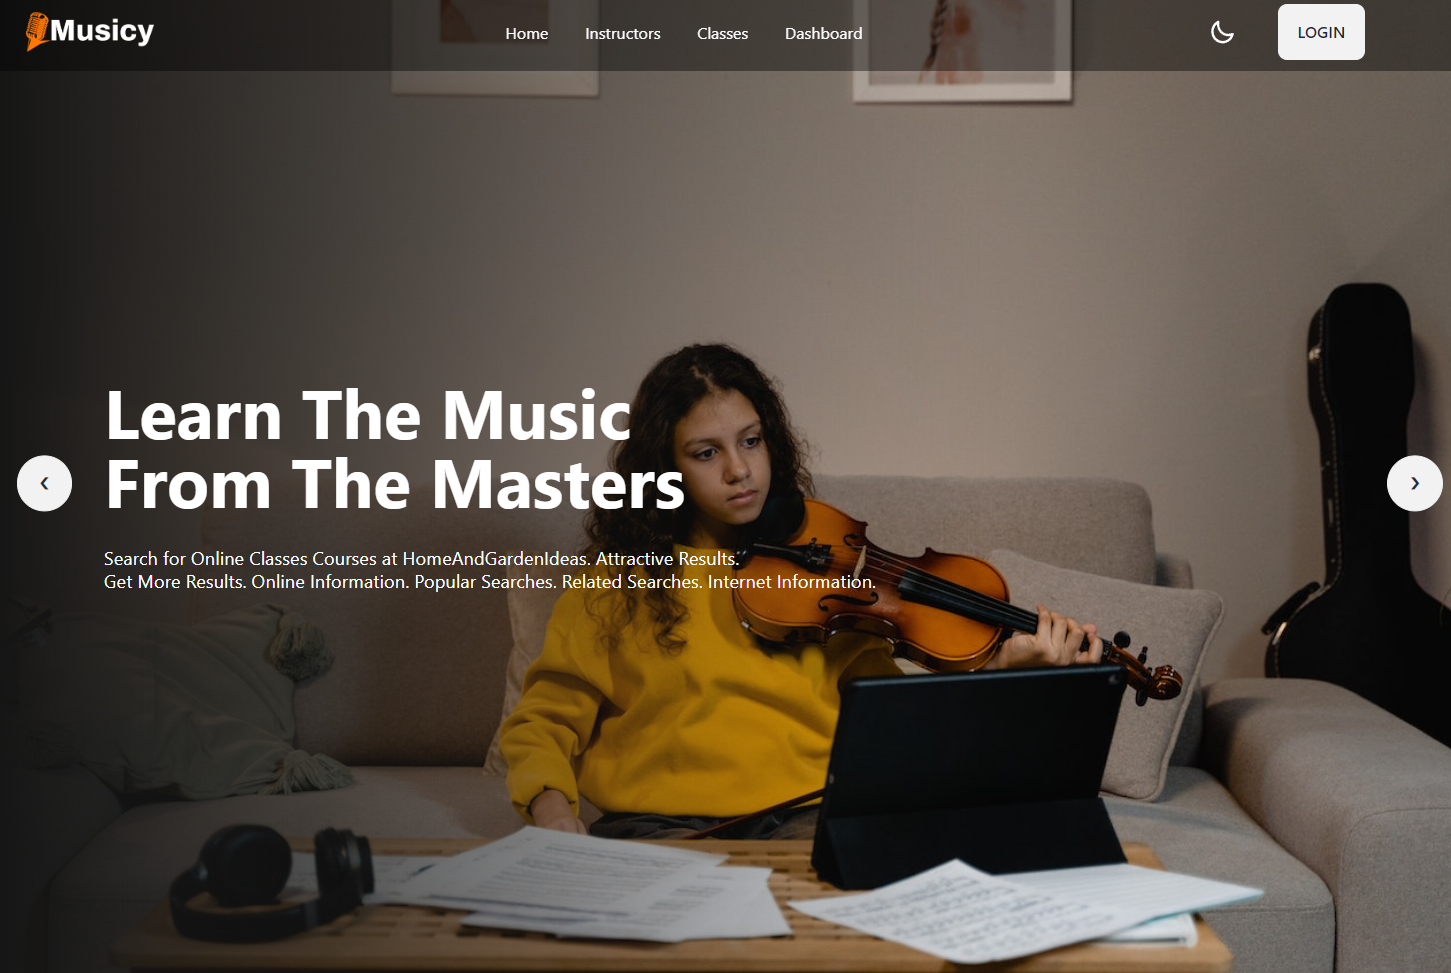 Musicy
Home Instructors Classes Dashboard
LOGIN
Learn The Music
From The Masters
Search for Online Classes Courses at HomeAndGardenIdeas. Attractive Results.
Get More Results. Online Information. Popular Searches. Related Searches. Internet Information.